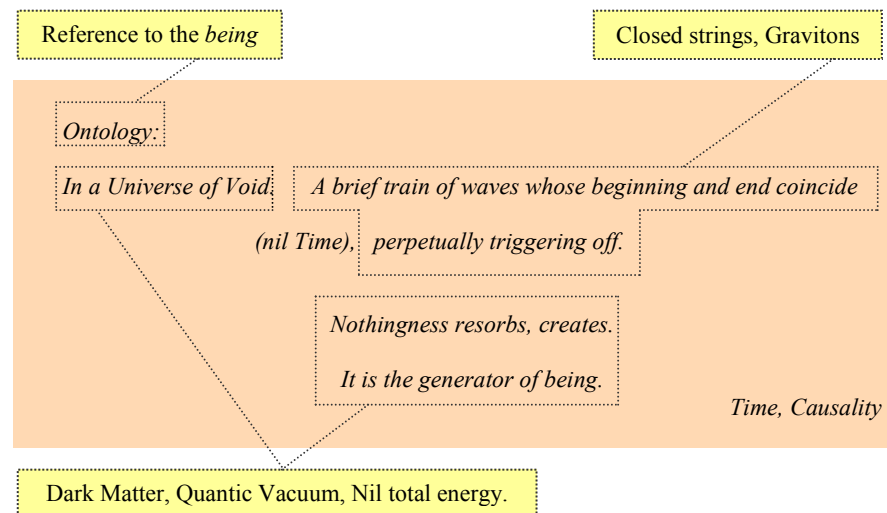 Reference to the being
Closed strings, Gravitons
Ontology:
In a Universe of Void. A brief train of waves whose beginning and end coincide
(nil Time), perpetually triggering off.
Nothingness resorbs, creates.
It is the generator of being.
Time, Causality
Dark Matter, Quantic Vacuum, Nil total energy.